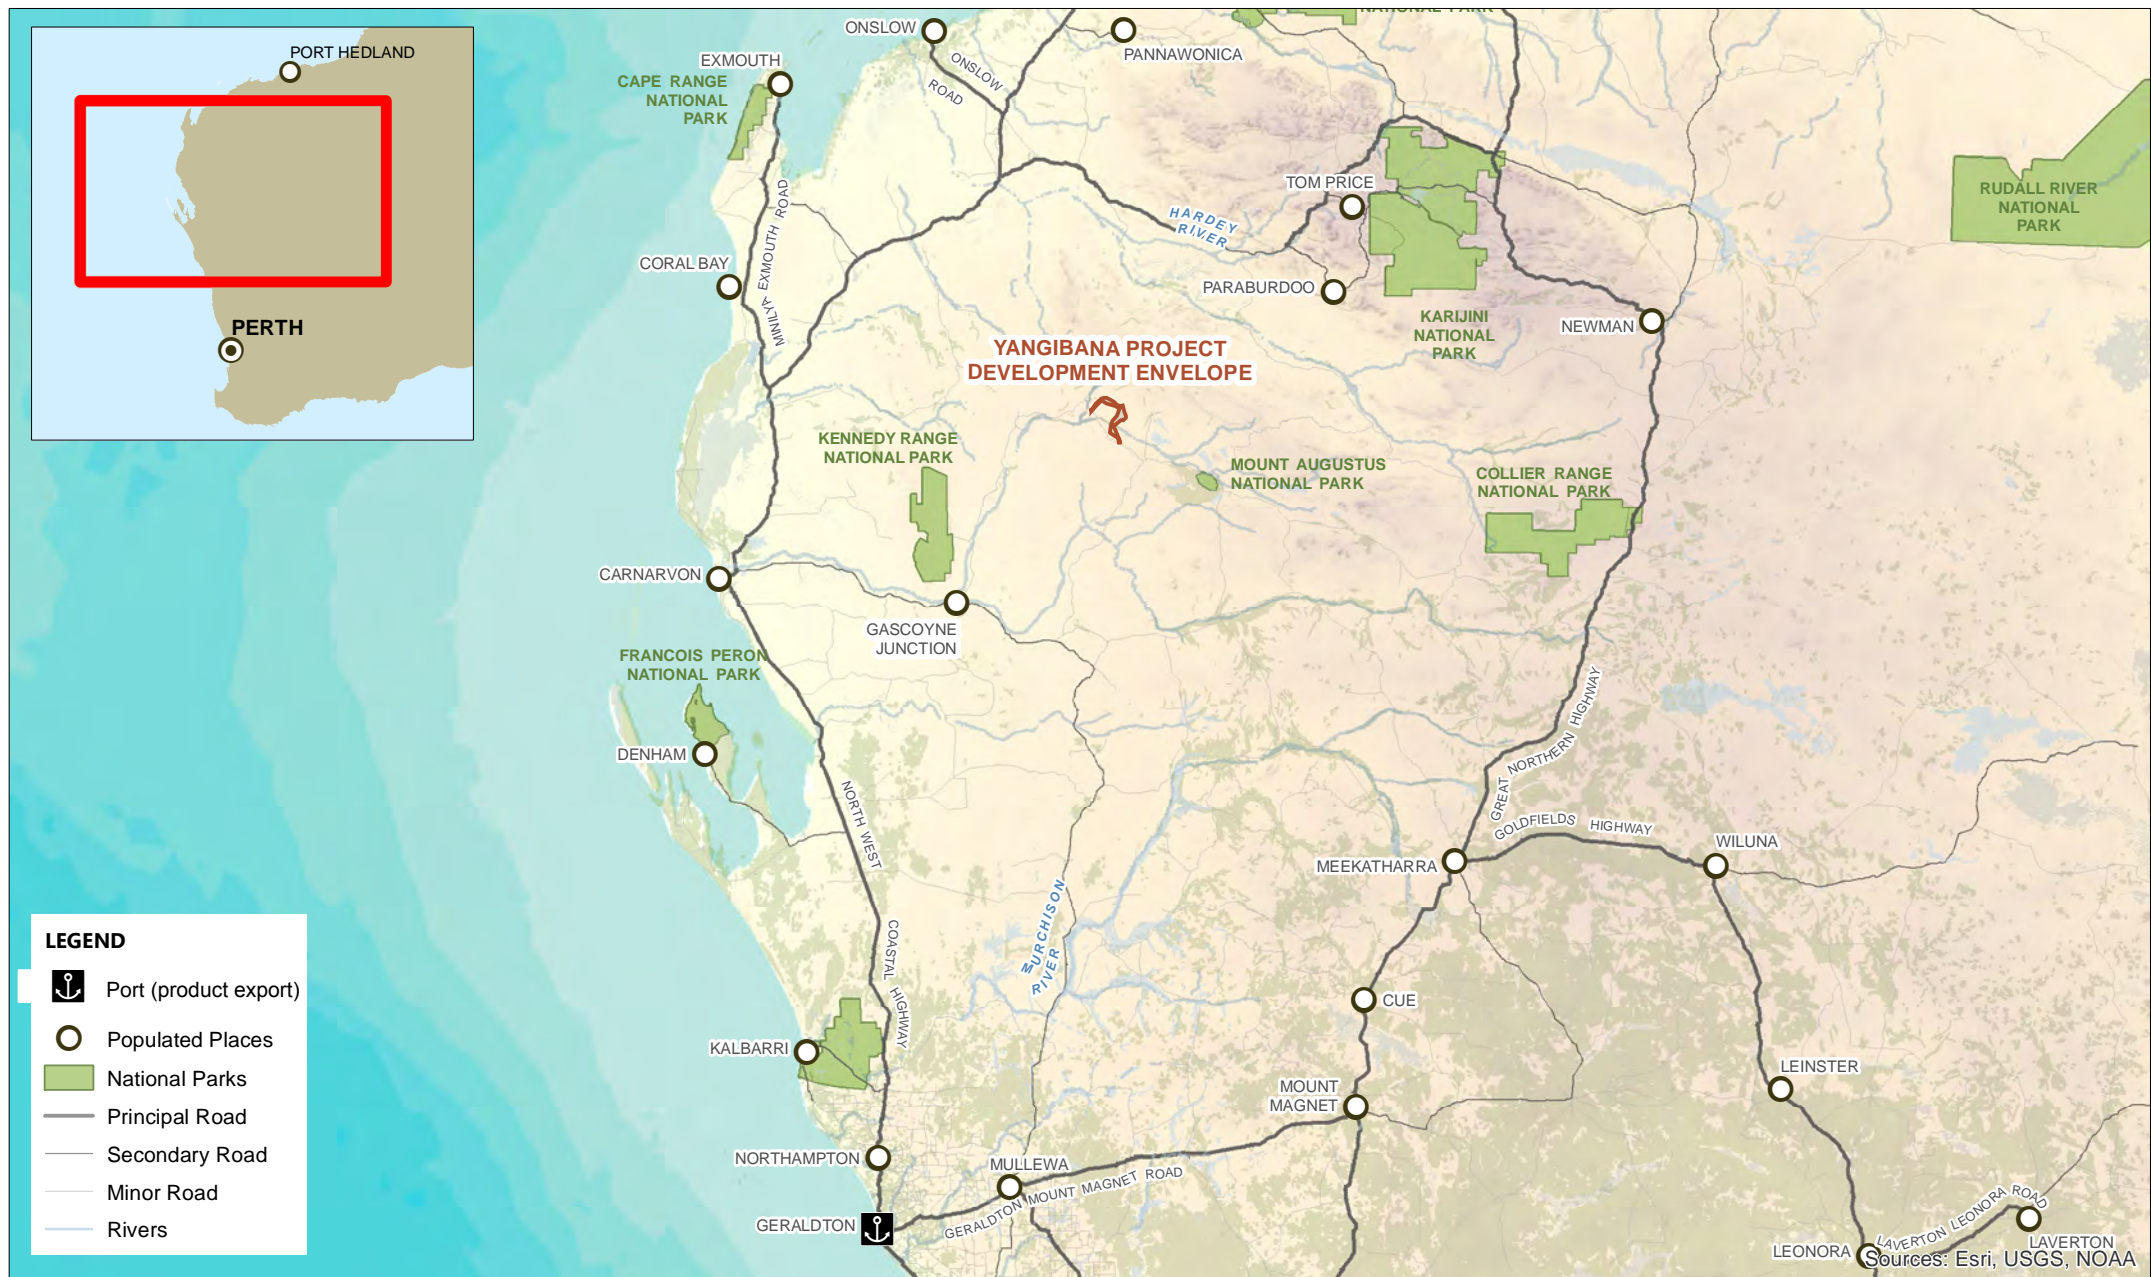 PORT HEDLAND
PERTH
NATIONAL PARK
ONSLOW
PANNAWONICA
EXMOUTH
ONSLOW
ROAD
CAPE RANGE
NATIONAL
PARK
TOM PRICE
RUDALL RIVER
NATIONAL
PARK
HARDEY
RIVER
MINILYA EXMOUTH ROAD
CORAL BAY
PARABURDOO
KARIJINI
NATIONAL
PARK
NEWMAN
YANGIBANA PROJECT
DEVELOPMENT ENVELOPE
KENNEDY RANGE
NATIONAL PARK
MOUNT AUGUSTUS
NATIONAL PARK
COLLIER RANGE
NATIONAL PARK
CARNARVON
GASCOYNE
JUNCTION
FRANCOIS PERON
NATIONAL PARK
DENHAM
GREAT NORTHERN HIGHWAY
NORTH WEST COASTAL HIGHWAY
GOLDFIELDS HIGHWAY
WILUNA
MEEKATHARRA
MURCHISON
RIVER
CUE
KALBARRI
MOUNT
MAGNET
LEINSTER
NORTHAMPTON
MULLEWA
GERALDTON MOUNT MAGNET ROAD
GERALDTON
LAVERTON LEONORA ROAD
LAVERTON
LEONORA
Sources: Esri, USGS, NOAA
LEGEND
Port (product export)
Populated Places
National Parks
Principal Road
Secondary Road
Minor Road
Rivers